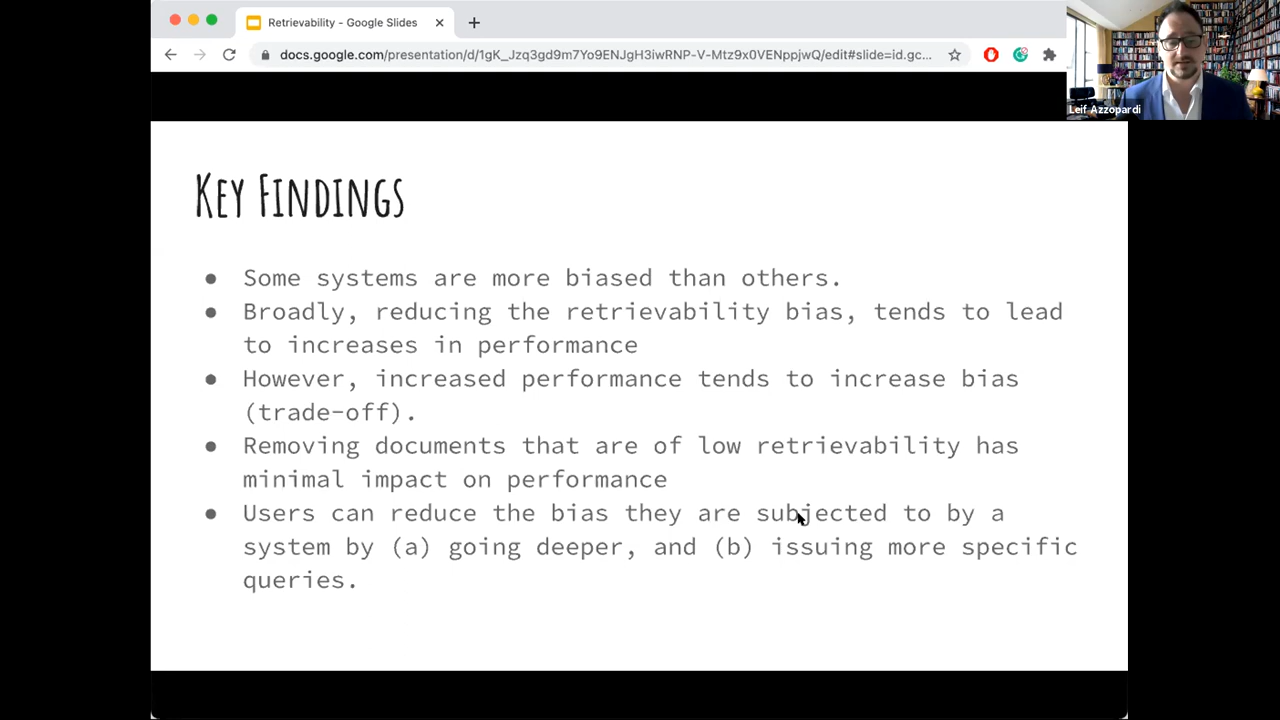 Retrievability - Google Slides
docs.google.com/presentation/d/1gK_Jzq3gd9m7Yo9ENJgH3iwRNP-V-Mtz9x0VENppjwQ/edit#slide=id.gc...
Leif Azzopardi
Key Findings
● Some systems are more biased than others.
● Broadly, reducing the retrievability bias, tends to lead
to increases in performance
● However, increased performance tends to increase bias
(trade-off).
● Removing documents that are of low retrievability has
minimal impact on performance
● Users can reduce the bias they are subjected to by a
system by (a) going deeper, and (b) issuing more specific
queries.